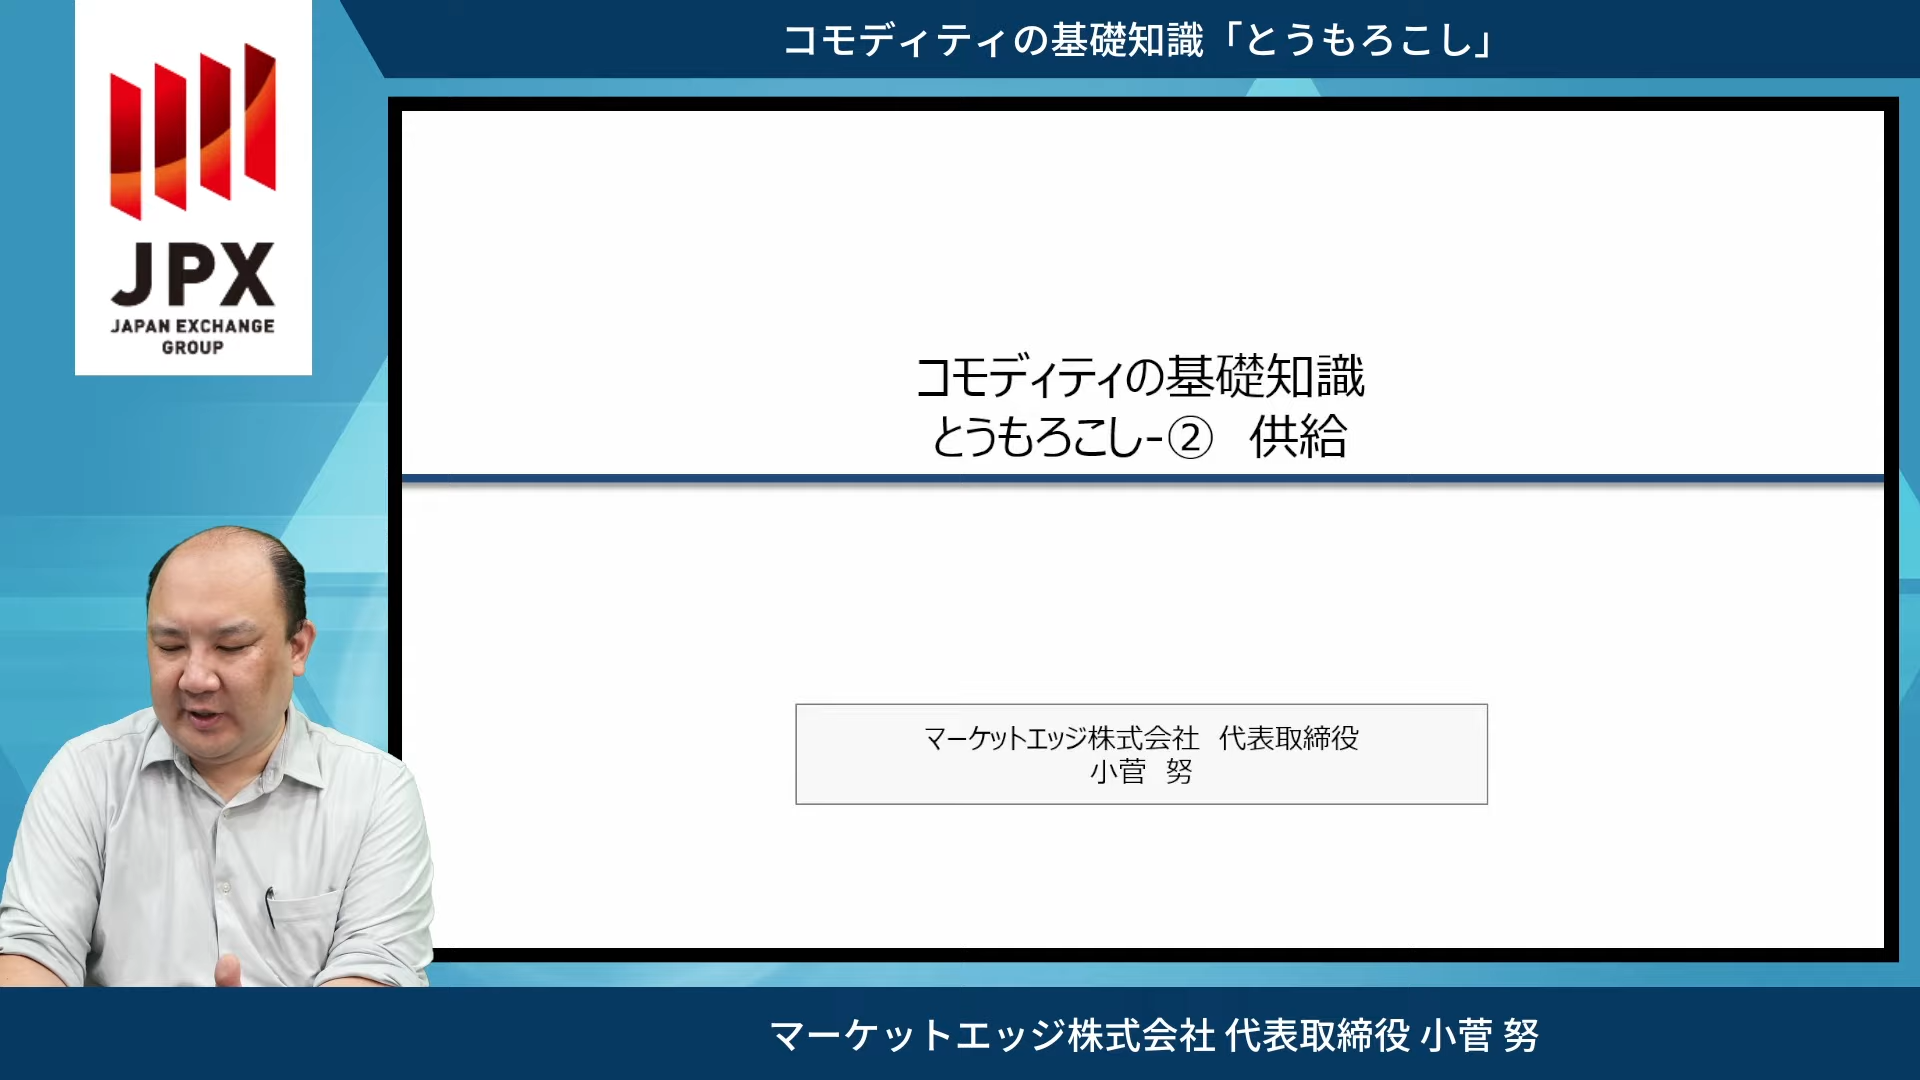 コモディティの基礎知識「とうもろこし」
JPX
JAPAN EXCHANGE
GROUP
コモディティの基礎知識
とうもろこし-② 供給
マーケットエッジ株式会社 代表取締役
小菅 努
マーケットエッジ株式会社 代表取締役 小菅 努